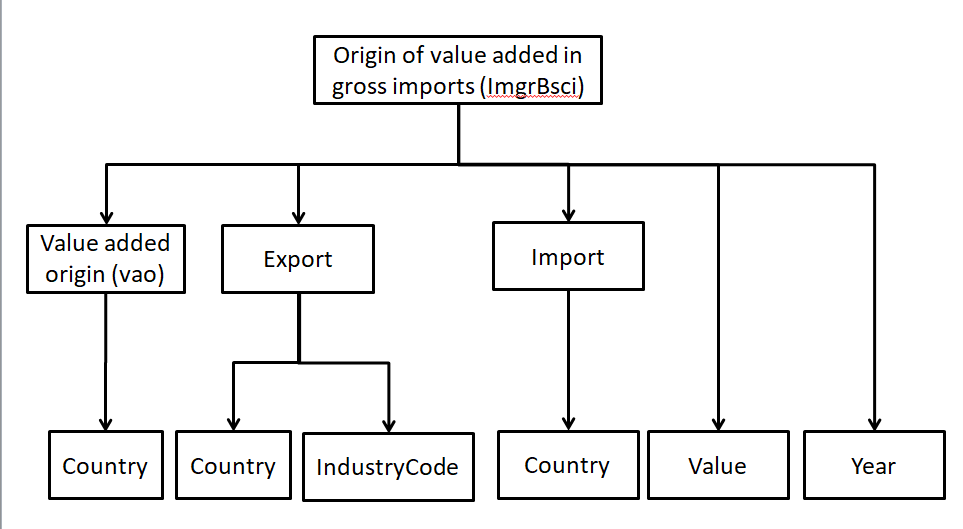 Origin of value added in
gross imports (ImgrBsci)
Value added
origin (vao)
Export
Import
Country
Country
IndustryCode
Country
Value
Year